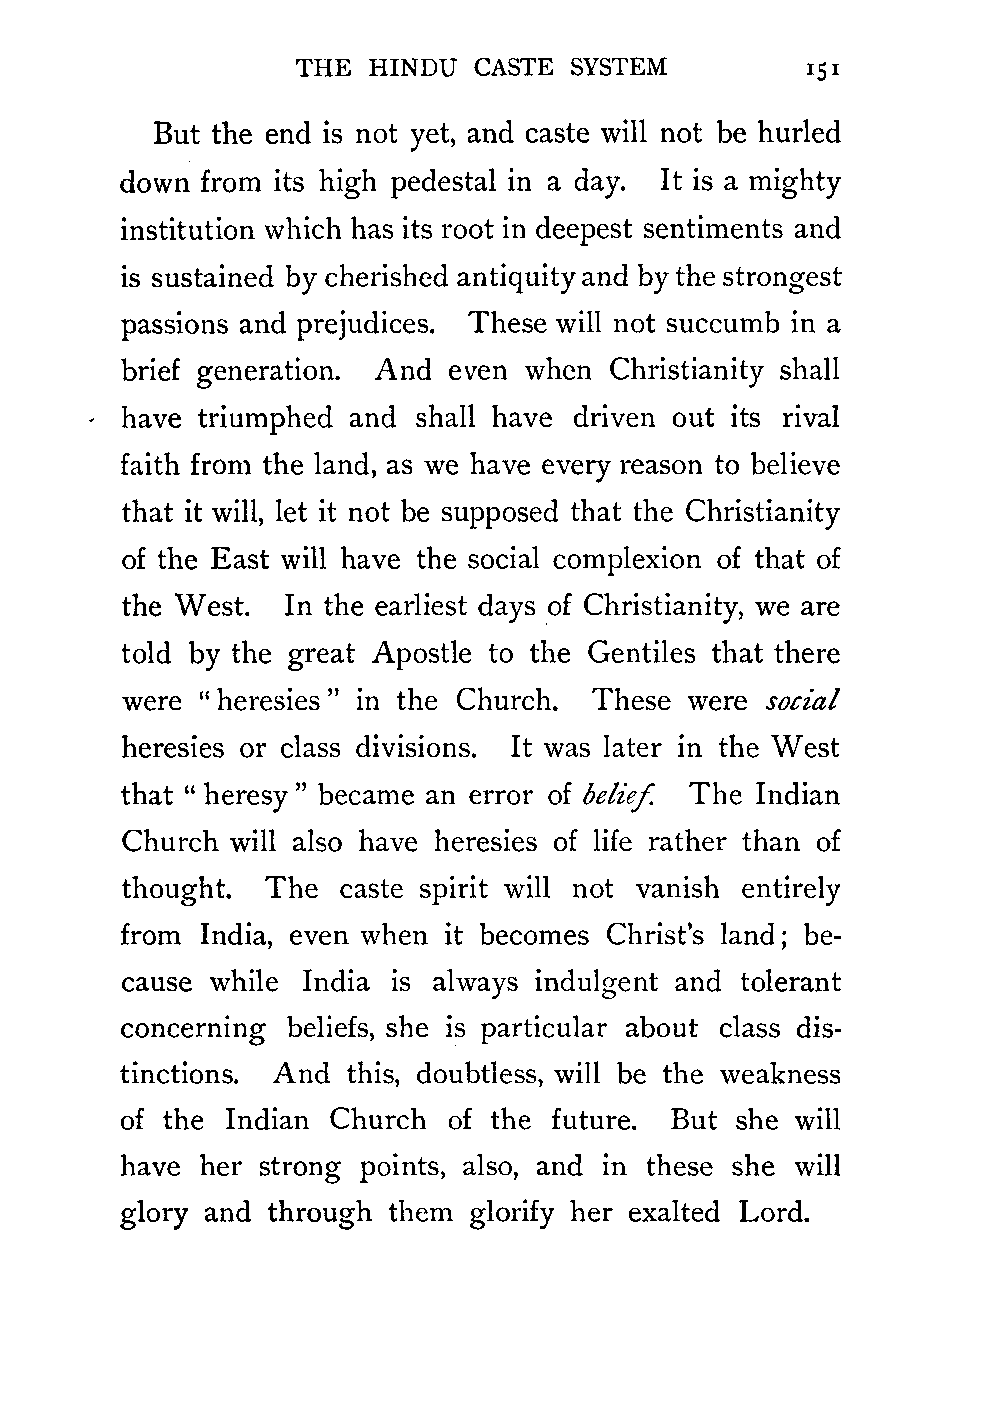 THE HINDU CASTE SYSTEM 151
But the end is not yet, and caste will not be hurled
down from its high pedestal in a day. It is a mighty
institution which has its root in deepest sentiments and
is sustained by cherished antiquity and by the strongest
passions and prejudices. These will not succumb in a
brief generation. And even when Christianity shall
have triumphed and shall have driven out its rival
faith from the land, as we have every reason to believe
that it will, let it not be supposed that the Christianity
of the East will have the social complexion of that of
the West. In the earliest days of Christianity, we are
told by the great Apostle to the Gentiles that there
were “heresies” in the Church. These were social
heresies or class divisions. It was later in the West
that “heresy” became an error of belief. The Indian
Church will also have heresies of life rather than of
thought. The caste spirit will not vanish entirely
from India, even when it becomes Christ's land; be-
cause while India is always indulgent and tolerant
concerning beliefs, she is particular about class dis-
tinctions. And this, doubtless, will be the weakness
of the Indian Church of the future. But she will
have her strong points, also, and in these she will
glory and through them glorify her exalted Lord.